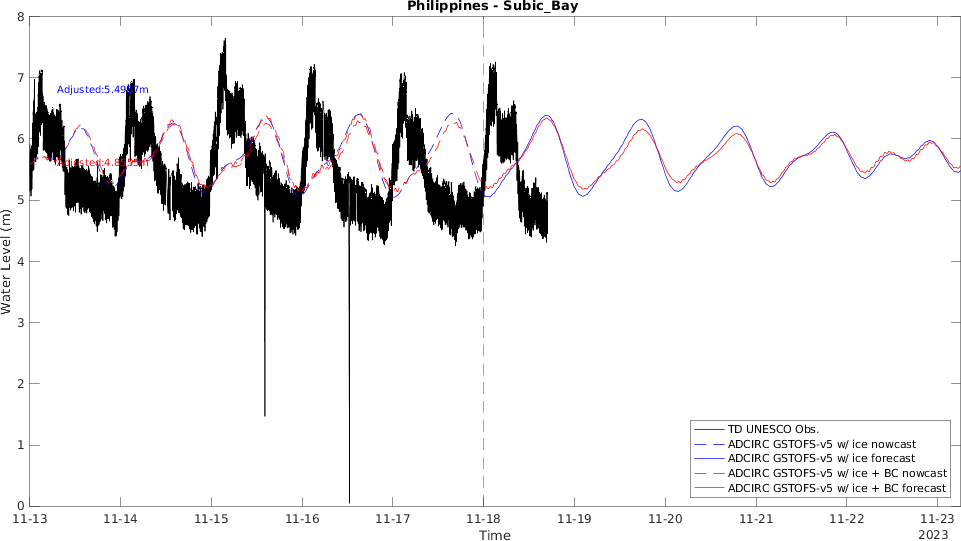 Philippines - Subic_Bay
8
7
6
5
4
3
2
1
0
Water Level (m)
11-13 11-14 11-15 11-16 11-17 11-18 11-19 11-20 11-21 11-22 11-23
Time
2023
TD UNESCO Obs.
ADCIRC GSTOFS-v5 w/ ice nowcast
ADCIRC GSTOFS-v5 w/ ice forecast
ADCIRC GSTOFS-v5 w/ ice + BC nowcast
ADCIRC GSTOFS-v5 w/ ice + BC forecast